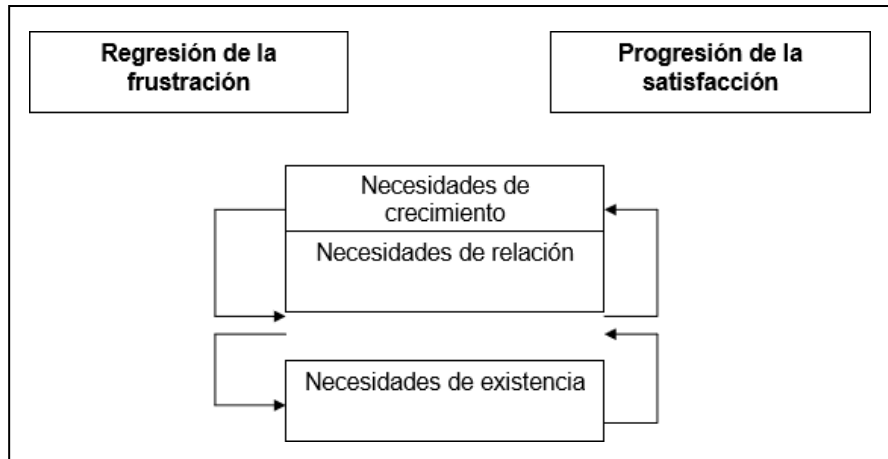 Regresión de la
frustración
Progresión de la
satisfacción
Necesidades de
crecimiento
Necesidades de relación
Necesidades de existencia